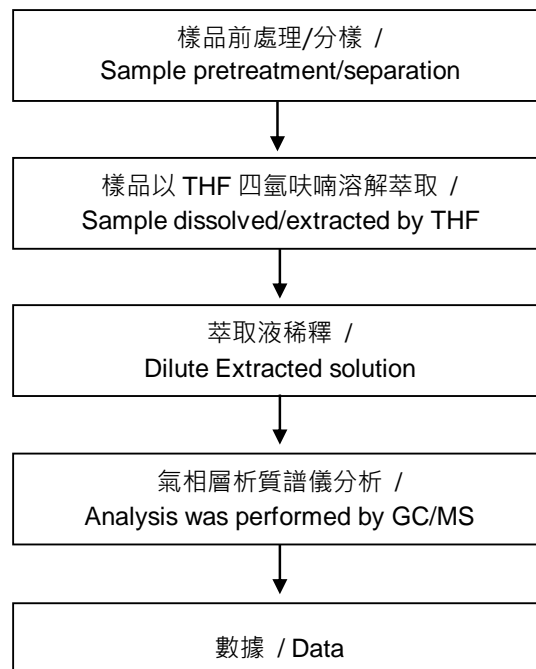 樣品前處理/分樣 /
Sample pretreatment/separation
樣品以 THF 四氫呋喃溶解萃取 /
Sample dissolved/extracted by THF
萃取液稀釋 /
Dilute Extracted solution
氣相層析質譜儀分析 /
Analysis was performed by GC/MS
數據 / Data